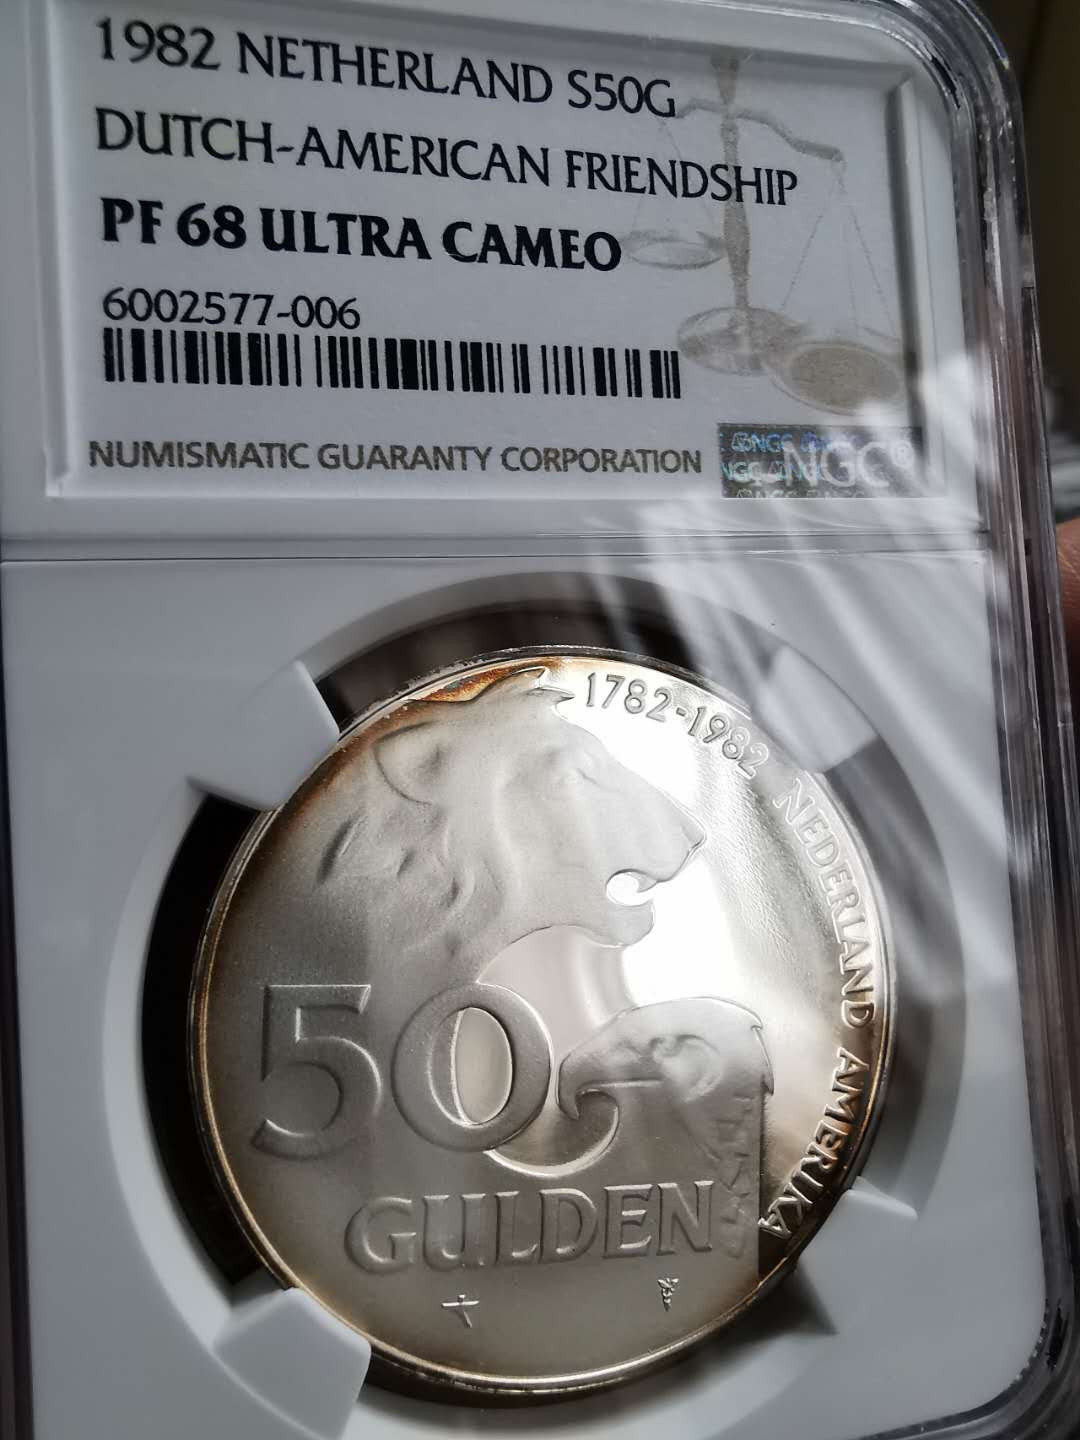 1982 NETHERLAND S50G
DUTCH-AMERICAN FRIENDSHIP
PF 68 ULTRA CAMEO
6002577-006
NUMISMATIC GUARANTY CORPORATION
NGC®
1782-1982 NEDERLAND AMERIKA
50
GULDEN